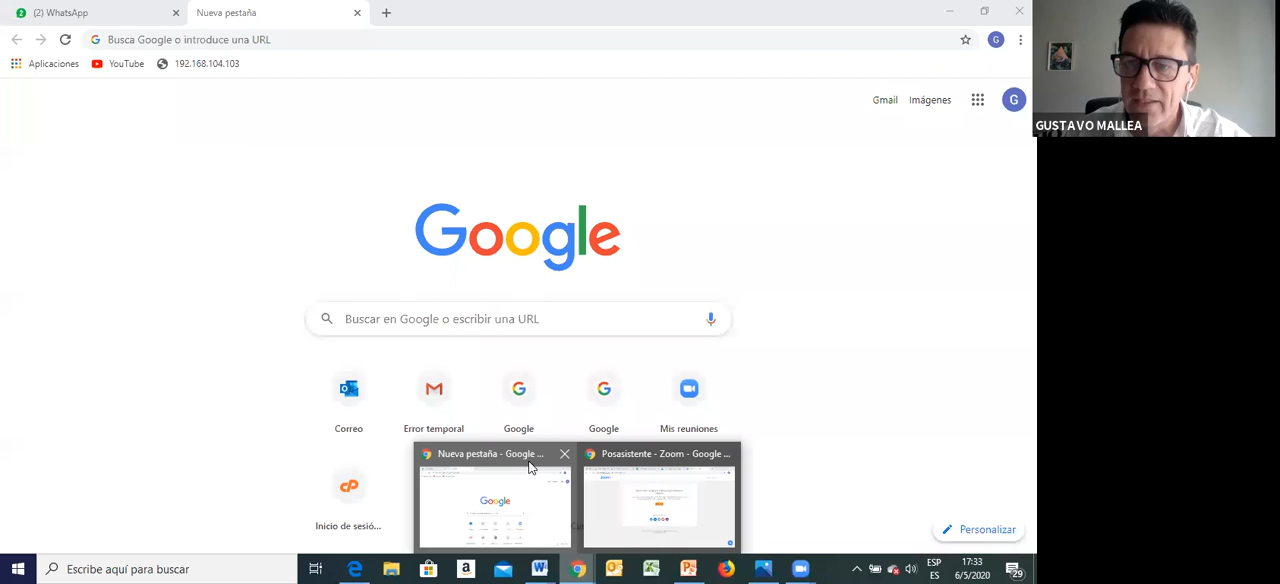 (2) WhatsApp
Nueva pestaña
Busca Google o introduce una URL
G
Aplicaciones
YouTube
192.168.104.103
Gmail
Imágenes
G
GUSTAVO MALLEA
Google
Buscar en Google o escribir una URL
Correo
Error temporal
Google
Google
Mis reuniones
Nueva pestaña - Google ...
Posasistente - Zoom - Google ...
Google
zoom
Inicio de sesió...
Personalizar
Escribe aquí para buscar
ESP
ES
17:33
6/5/2020
29